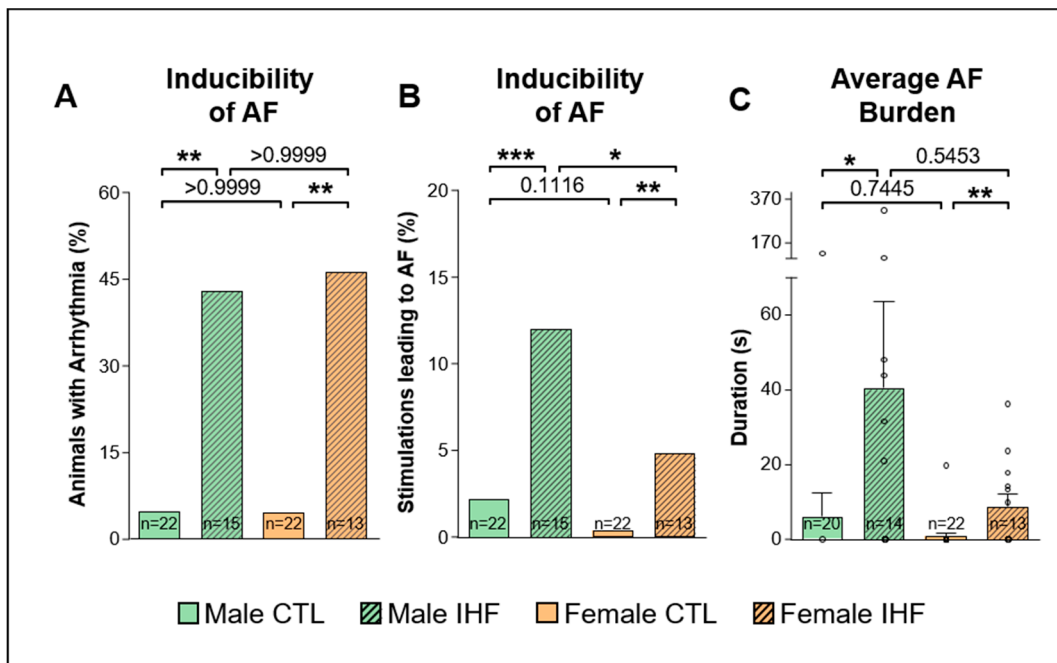 A
Inducibility
of AF
** >0.9999
>0.9999 **
Animals with Arrhythmia (%)
60
45
30
15
0
n=22 n=15 n=22 n=13
B
Inducibility
of AF
*** *
0.1116 **
Stimulations leading to AF (%)
20
15
10
5
0
n=22 n=15 n=22 n=13
C
Average AF
Burden
* 0.5453
0.7445 **
Duration (s)
370
170
60
40
20
0
n=20 n=14 n=22 n=13
Male CTL Male IHF Female CTL Female IHF